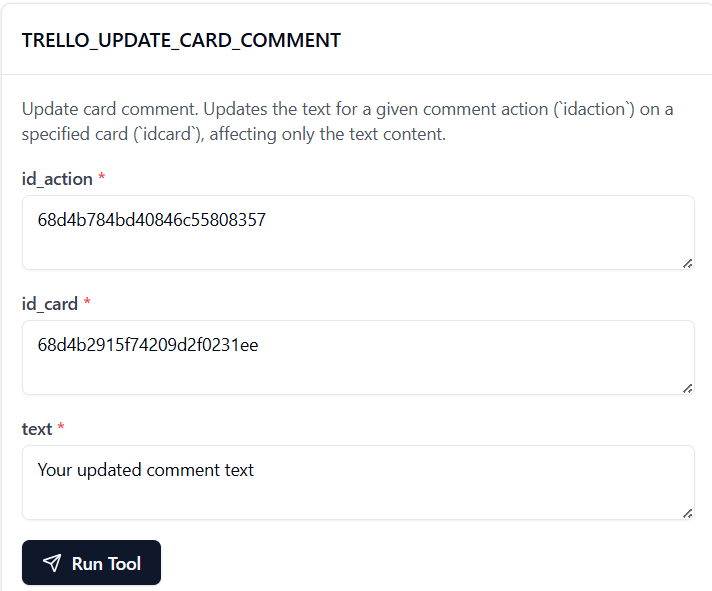 TRELLO_UPDATE_CARD_COMMENT
Update card comment. Updates the text for a given comment action (`idaction`) on a
specified card (`idcard`), affecting only the text content.
id_action *
68d4b784bd40846c55808357
id_card *
68d4b2915f74209d2f0231ee
text *
Your updated comment text
Run Tool